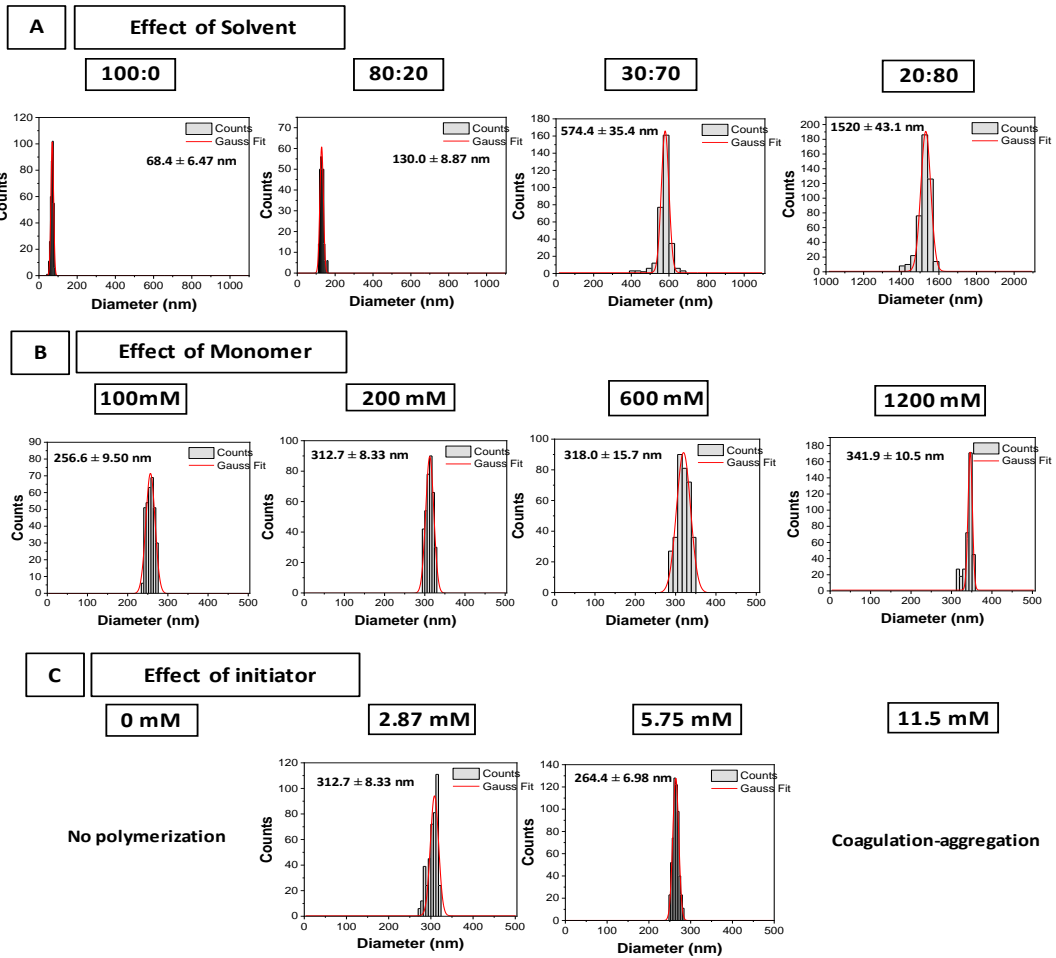 A
Effect of Solvent
100:0
80:20
30:70
20:80
120
100
80
60
40
20
0
0 200 400 600 800 1000
Counts
Diameter (nm)
Counts
Gauss Fit
68.4 ± 6.47 nm
70
60
50
40
30
20
10
0
0 200 400 600 800 1000
Counts
Diameter (nm)
Counts
Gauss Fit
130.0 ± 8.87 nm
180
160
140
120
100
80
60
40
20
0
0 200 400 600 800 1000
Counts
Diameter (nm)
Counts
Gauss Fit
574.4 ± 35.4 nm
200
180
160
140
120
100
80
60
40
20
0
1000 1200 1400 1600 1800 2000
Counts
Diameter (nm)
Counts
Gauss Fit
1520 ± 43.1 nm
B
Effect of Monomer
100mM
200 mM
600 mM
1200 mM
90
80
70
60
50
40
30
20
10
0
0 100 200 300 400 500
Counts
Diameter (nm)
Counts
Gauss Fit
256.6 ± 9.50 nm
100
80
60
40
20
0
0 100 200 300 400 500
Counts
Diameter (nm)
Counts
Gauss Fit
312.7 ± 8.33 nm
100
80
60
40
20
0
0 100 200 300 400 500
Counts
Diameter (nm)
Counts
Gauss Fit
318.0 ± 15.7 nm
180
160
140
120
100
80
60
40
20
0
0 100 200 300 400 500
Counts
Diameter (nm)
Counts
Gauss Fit
341.9 ± 10.5 nm
C
Effect of initiator
0 mM
2.87 mM
5.75 mM
11.5 mM
No polymerization
120
100
80
60
40
20
0
0 100 200 300 400 500
Counts
Diameter (nm)
Counts
Gauss Fit
312.7 ± 8.33 nm
140
120
100
80
60
40
20
0
0 100 200 300 400 500
Counts
Diameter (nm)
Counts
Gauss Fit
264.4 ± 6.98 nm
Coagulation-aggregation